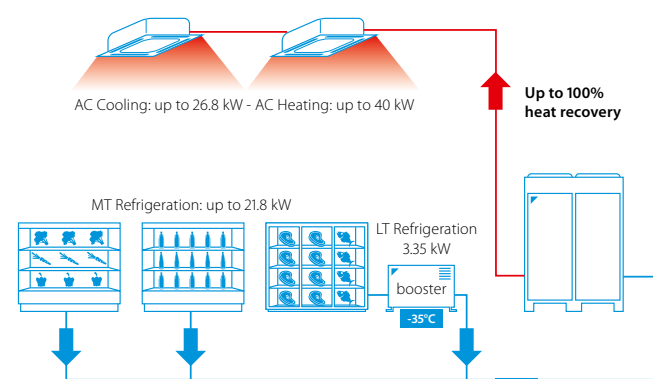 AC Cooling: up to 26.8 kW - AC Heating: up to 40 kW
Up to 100%
heat recovery
MT Refrigeration: up to 21.8 kW
LT Refrigeration
3.35 kW
booster
-35°C